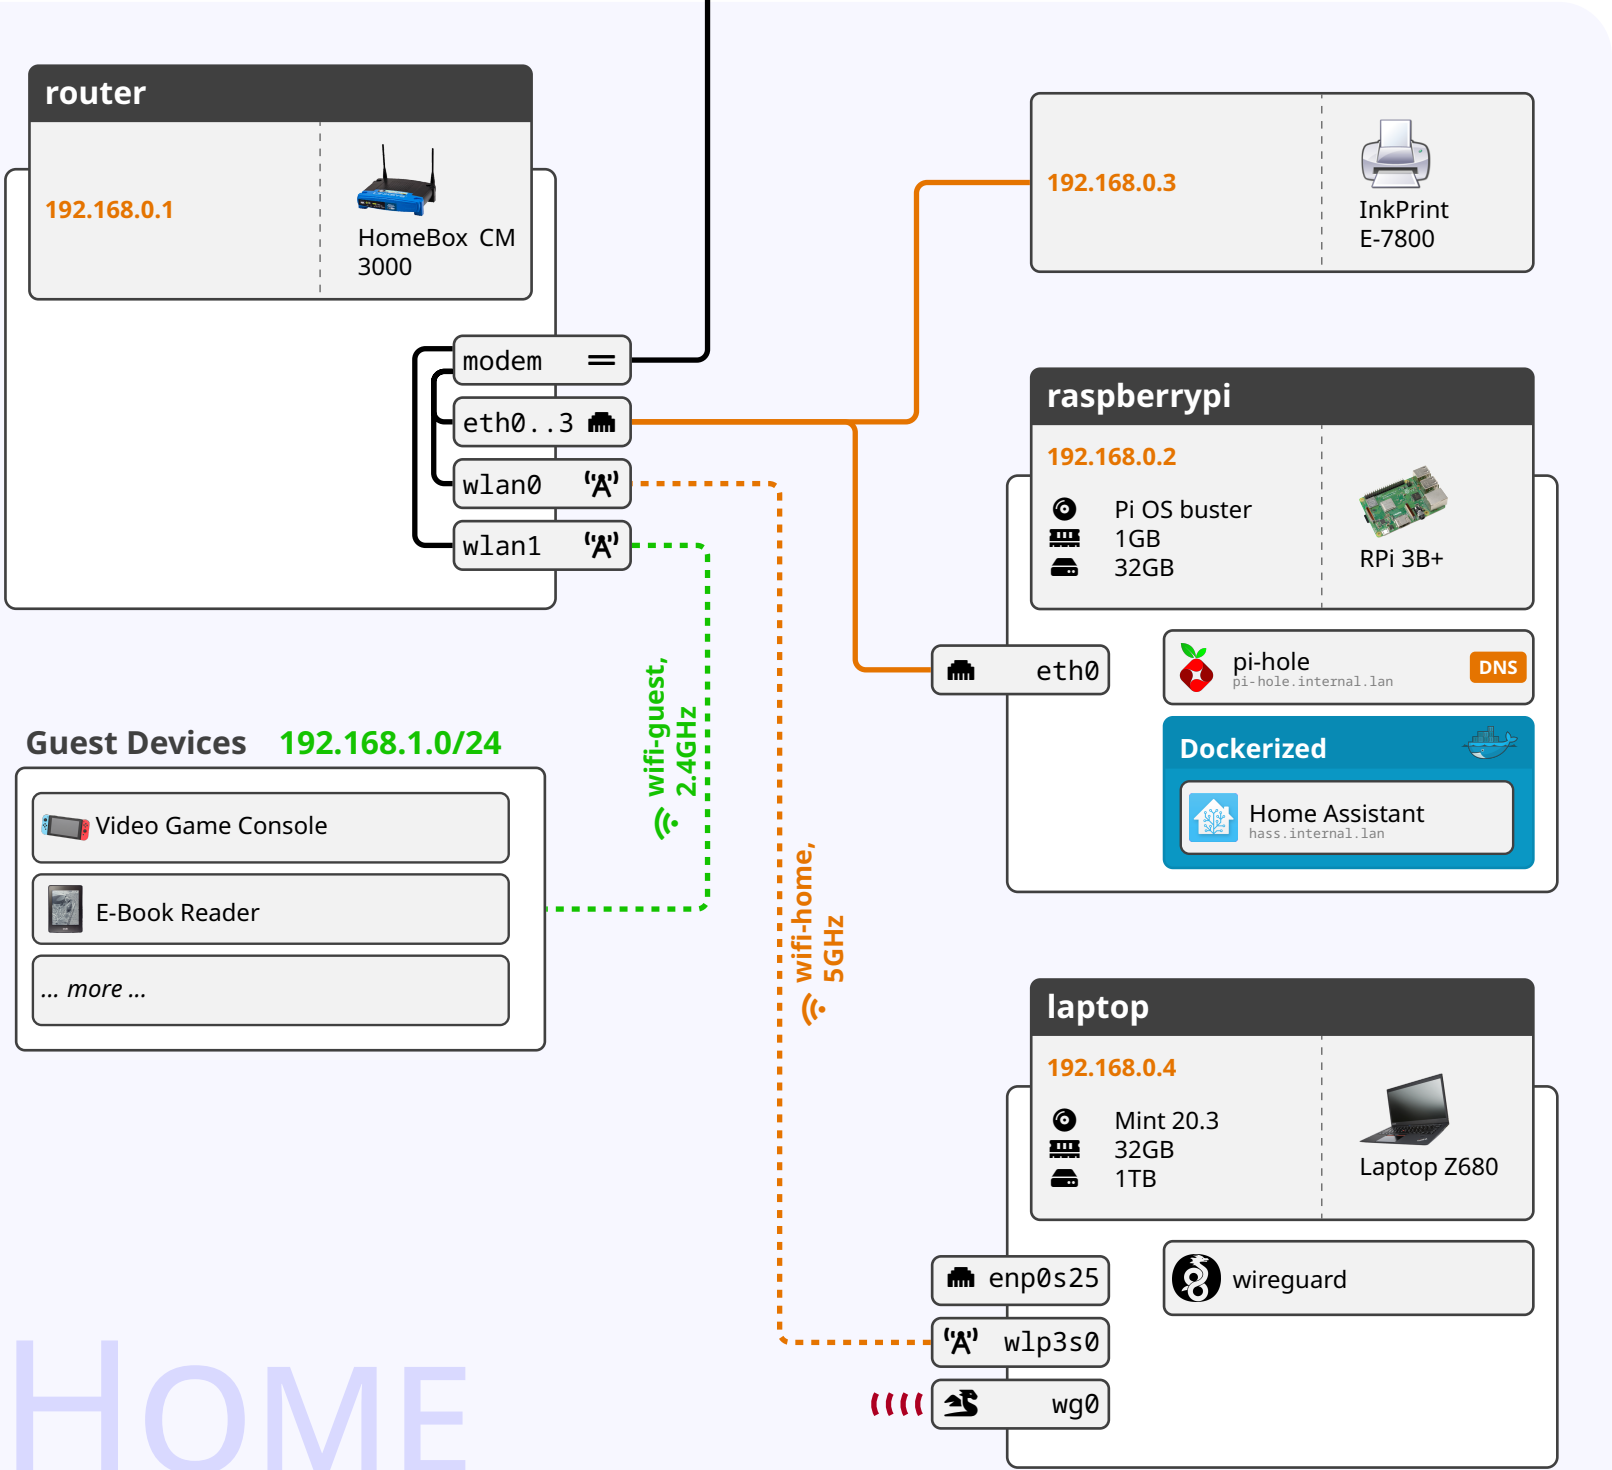 router
192.168.0.1
HomeBox CM
3000
modem
eth0..3
wlan0
wlan1
192.168.0.3
InkPrint
E-7800
raspberrypi
192.168.0.2
Pi OS buster
1GB
32GB
RPi 3B+
eth0
pi-hole
pi-hole.internal.lan
DNS
Dockerized
Home Assistant
hass.internal.lan
wifi-guest,
2.4GHz
Guest Devices 192.168.1.0/24
Video Game Console
E-Book Reader
... more ...
wifi-home,
5GHz
laptop
192.168.0.4
Mint 20.3
32GB
1TB
Laptop Z680
enp0s25
wlp3s0
wg0
wireguard
HOME